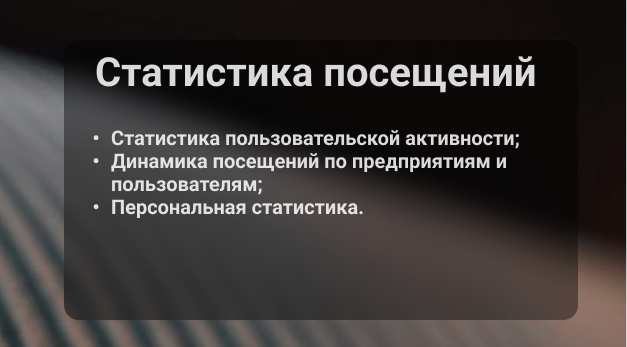 Статистика посещений
• Статистика пользовательской активности;
• Динамика посещений по предприятиям и
пользователям;
• Персональная статистика.